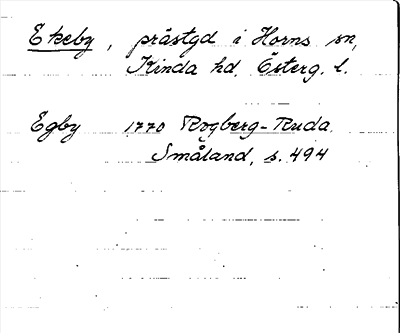 Ekeby, prästgd i Horns sn,
Kinda hd. Österg. l.
Egby 1770 Rogberg-Ruda.
Småland, s. 494